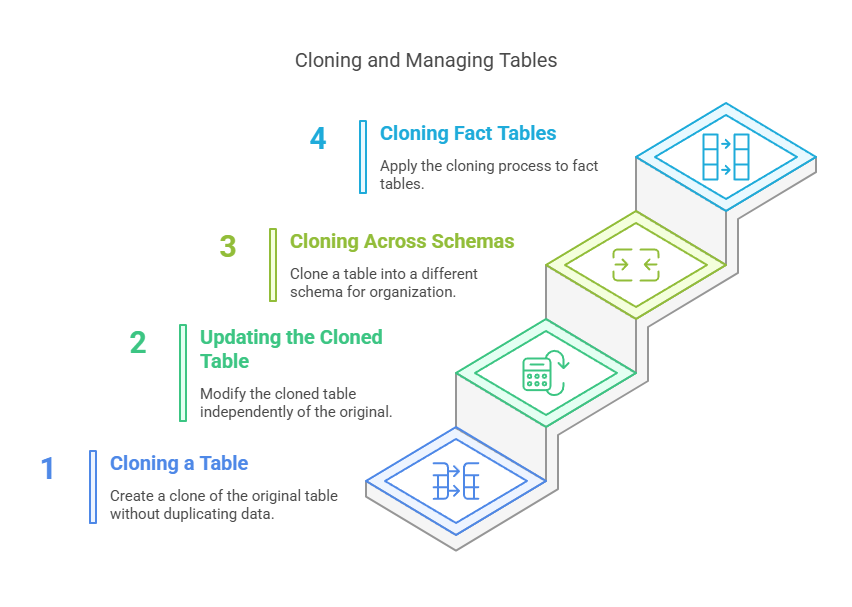 Cloning and Managing Tables
4
Cloning Fact Tables
Apply the cloning process to fact
tables.
3
Cloning Across Schemas
Clone a table into a different
schema for organization.
2
Updating the Cloned
Table
Modify the cloned table
independently of the original.
1
Cloning a Table
Create a clone of the original table
without duplicating data.